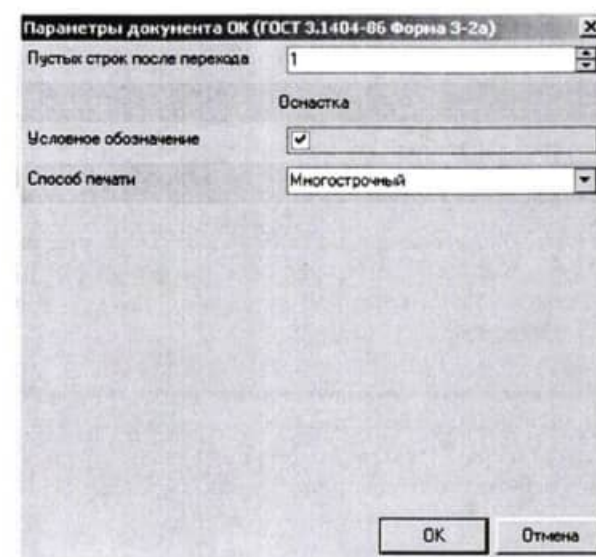 Параметры документа ОК (ГОСТ 3.1404-86 Форма 3-2а)
Пустых строк после перехода 1
Оснастка
Условное обозначение
Способ печати Многострочный
ОК Отмена